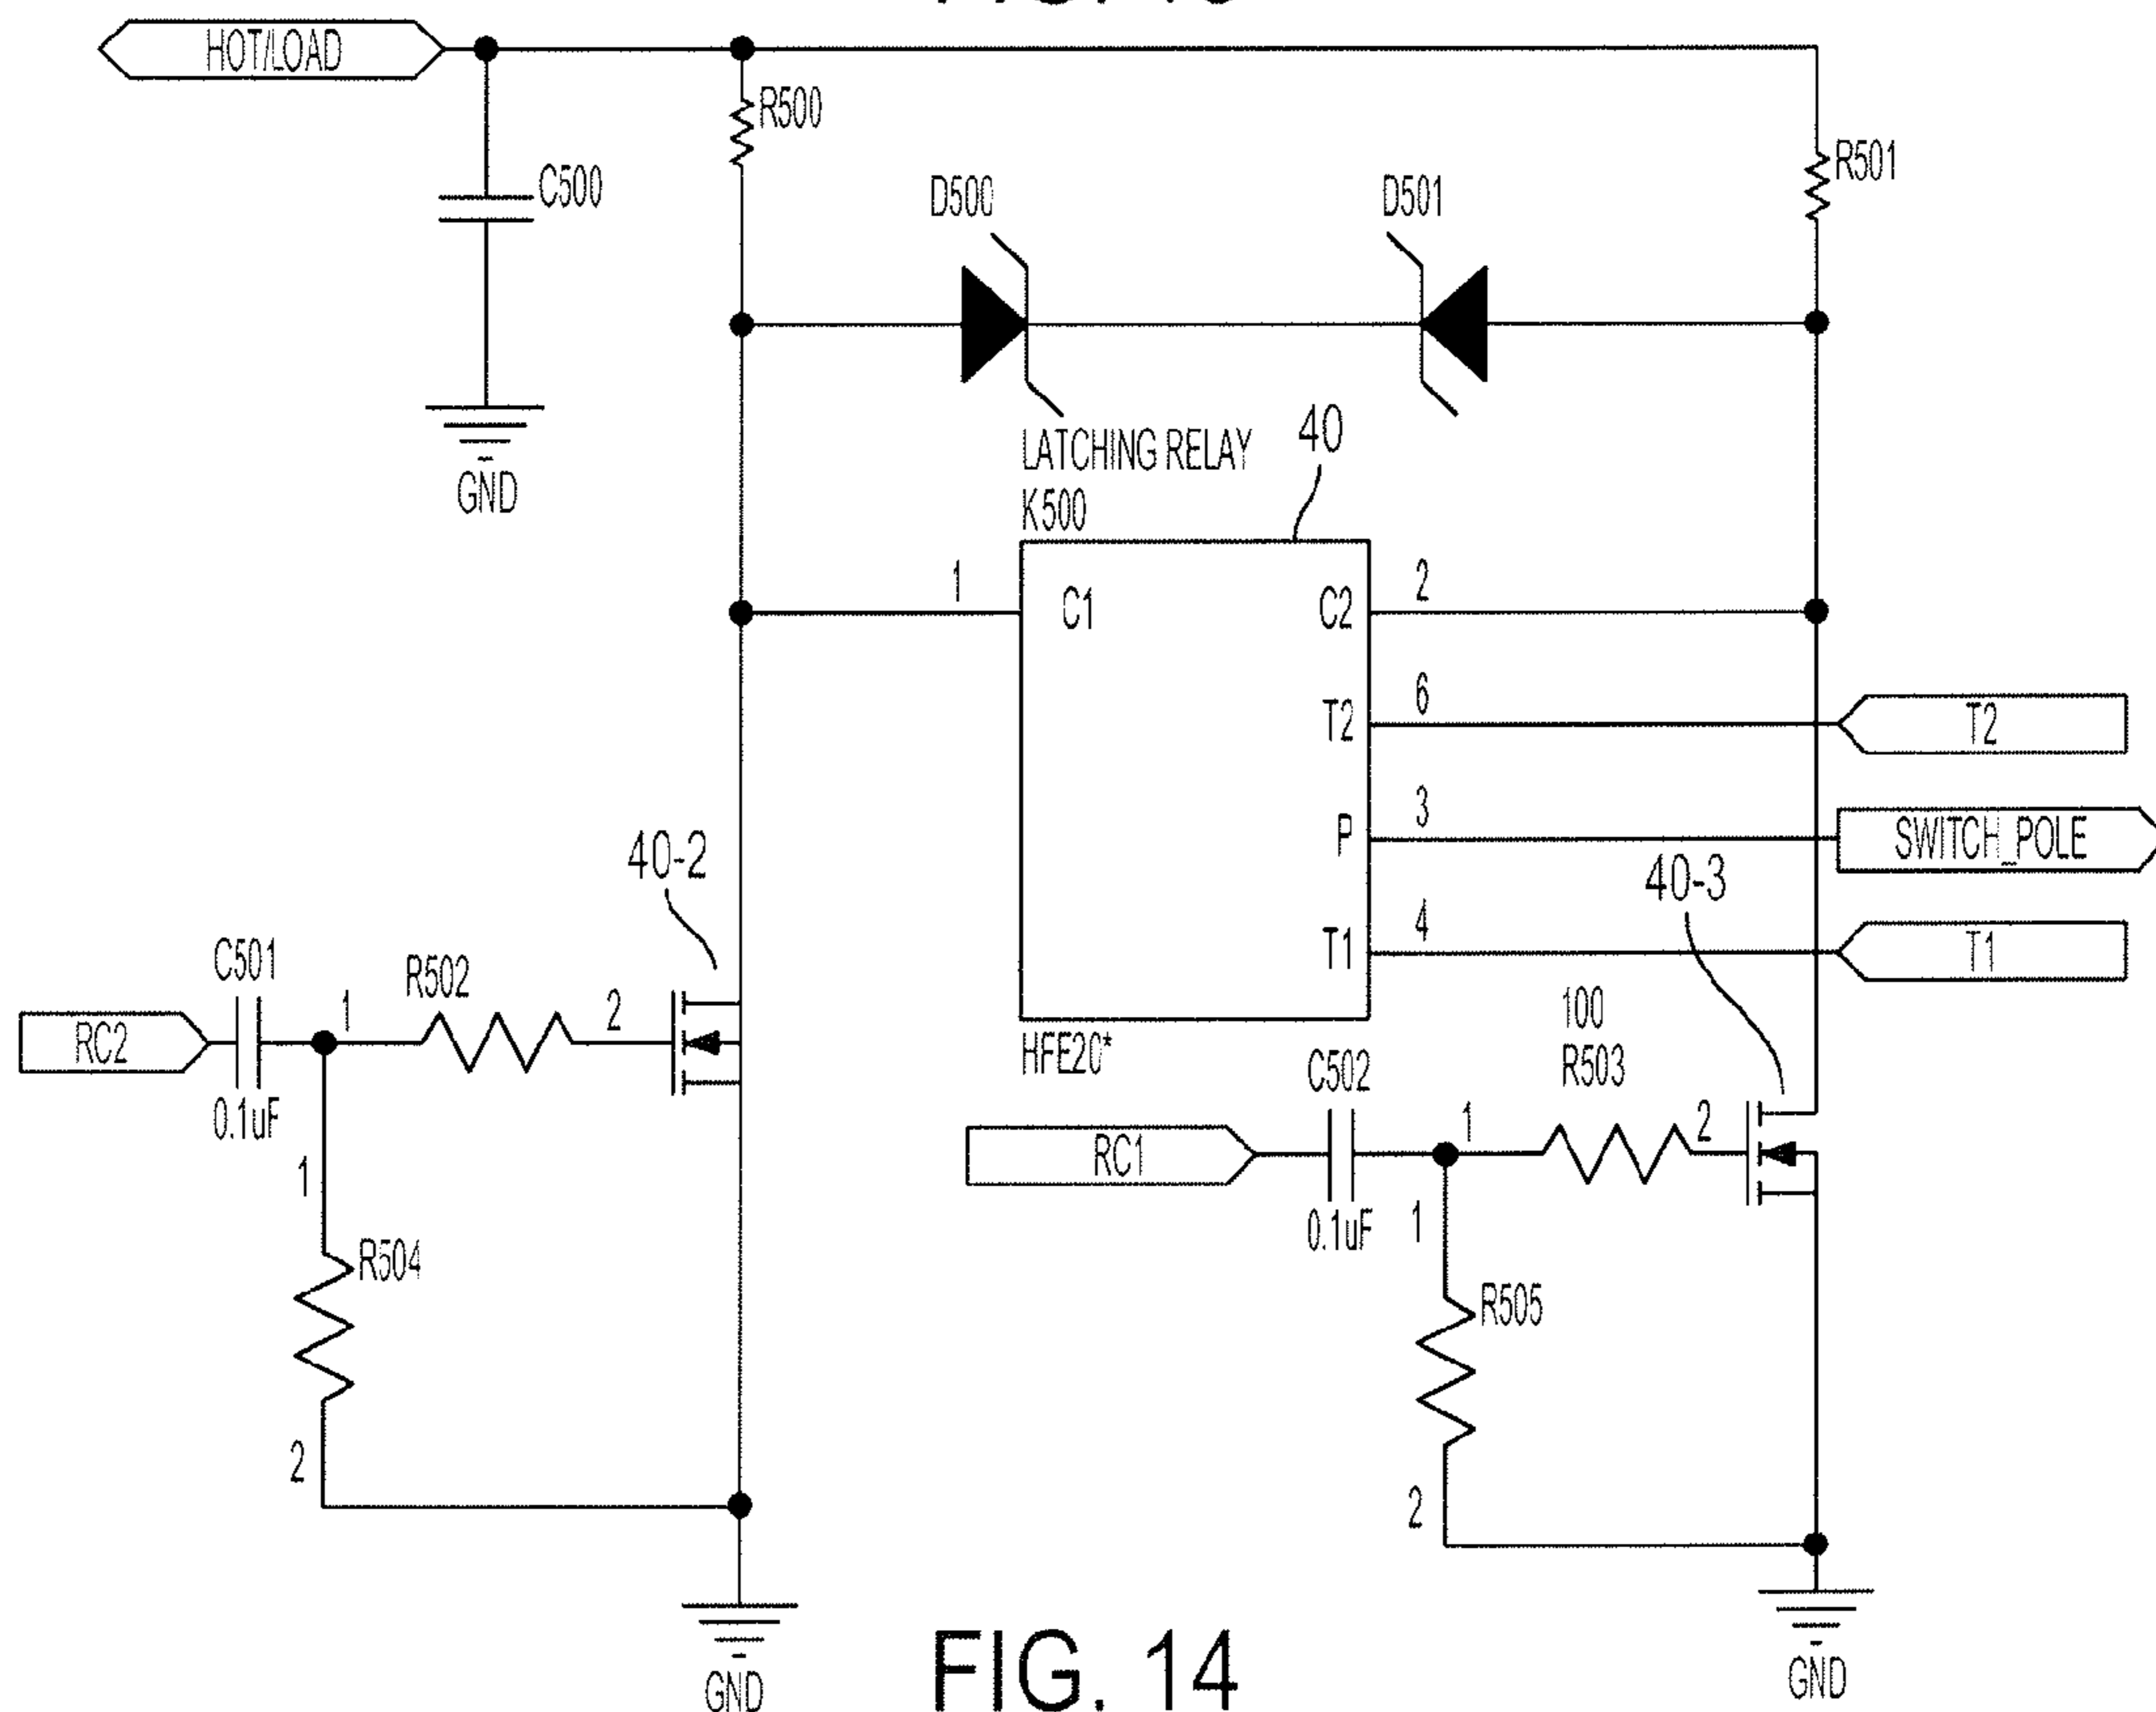 HOT/LOAD
R500
C500
GND
D500
D501
R501
LATCHING RELAY
K500
40
1
C1
C2
2
T2
6
T2
P
3
SWITCH_POLE
T1
4
T1
HFE20*
40-2
40-3
C501
0.1uF
RC2
1
R502
2
1
R504
2
GND
100
R503
C502
0.1uF
RC1
1
2
1
R505
2
GND
FIG. 14